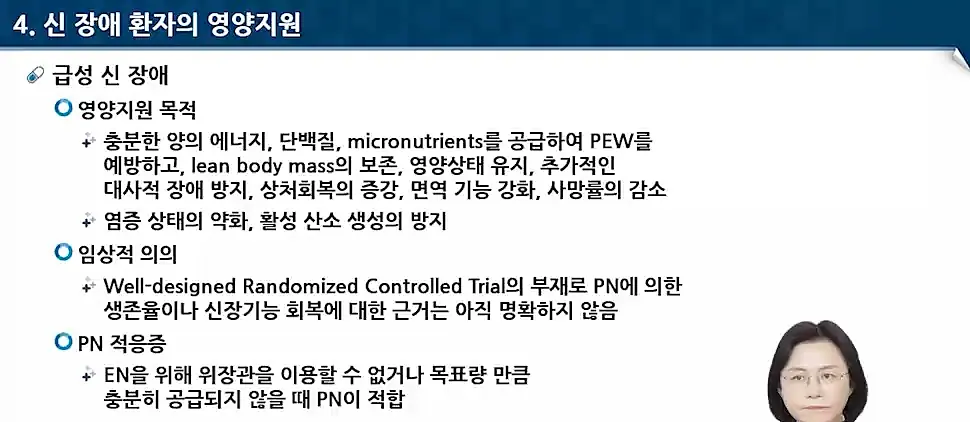 4. 신 장애 환자의 영양지원
급성 신 장애
영양지원 목적
충분한 양의 에너지, 단백질, micronutrients를 공급하여 PEW를
예방하고, lean body mass의 보존, 영양상태 유지, 추가적인
대사적 장애 방지, 상처회복의 증강, 면역 기능 강화, 사망률의 감소
염증 상태의 약화, 활성 산소 생성의 방지
임상적 의의
Well-designed Randomized Controlled Trial의 부재로 PN에 의한
생존율이나 신장기능 회복에 대한 근거는 아직 명확하지 않음
PN 적응증
EN을 위해 위장관을 이용할 수 없거나 목표량 만큼
충분히 공급되지 않을 때 PN이 적합